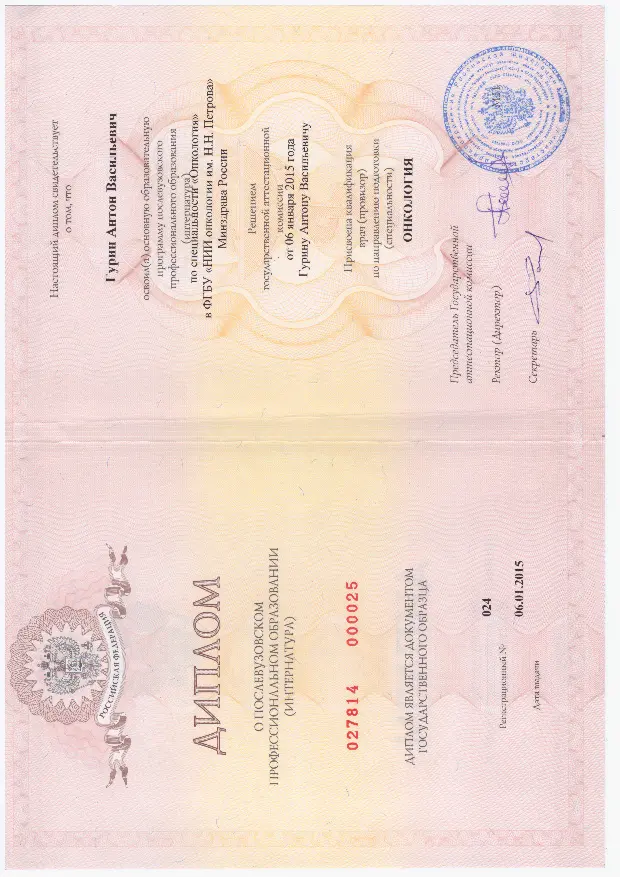 РОССИЙСКАЯ ФЕДЕРАЦИЯ
ДИПЛОМ
О ПОСЛЕВУЗОВСКОМ
ПРОФЕССИОНАЛЬНОМ ОБРАЗОВАНИИ
(ИНТЕРНАТУРА)
027814 000025
ДИПЛОМ ЯВЛЯЕТСЯ ДОКУМЕНТОМ
ГОСУДАРСТВЕННОГО ОБРАЗЦА
Регистрационный № 024
Дата выдачи 06.01.2015
Настоящий диплом свидетельствует
о том, что
Гурин Антон Васильевич
освоил(а) основную образовательную
программу послевузовского
профессионального образования
(интернатура)
по специальности «Онкология»
в ФГБУ «НИИ онкологии им. Н.Н. Петрова»
Минздрава России
Решением
государственной аттестационной
комиссии
от 06 января 2015 года
Гурину Антону Васильевичу
Присвоена квалификация
врач (провизор)
по направлению подготовки
(специальности)
ОНКОЛОГИЯ
Председатель Государственной
аттестационной комиссии
Ректор (Директор)
Секретарь